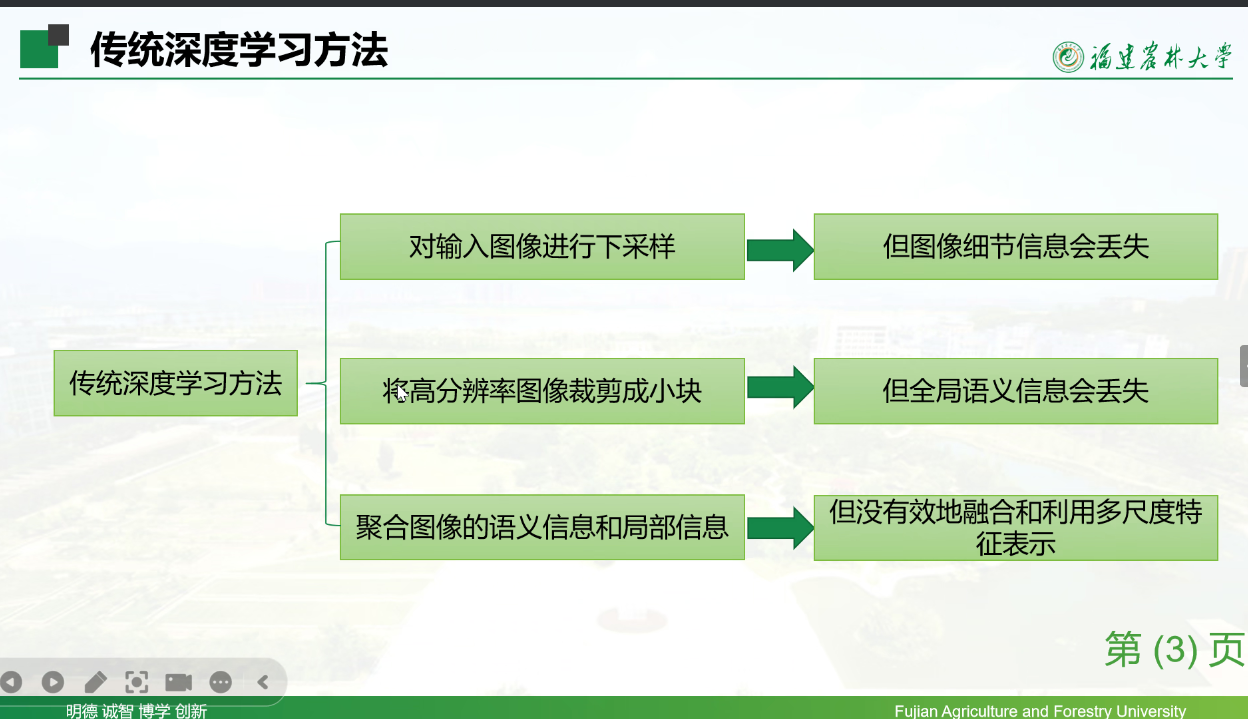 传统深度学习方法
福建农林大学
对输入图像进行下采样
但图像细节信息会丢失
传统深度学习方法
将高分辨率图像裁剪成小块
但全局语义信息会丢失
聚合图像的语义信息和局部信息
但没有效地融合和利用多尺度特
征表示
第 (3) 页
明德 诚智 博学 创新
Fujian Agriculture and Forestry University